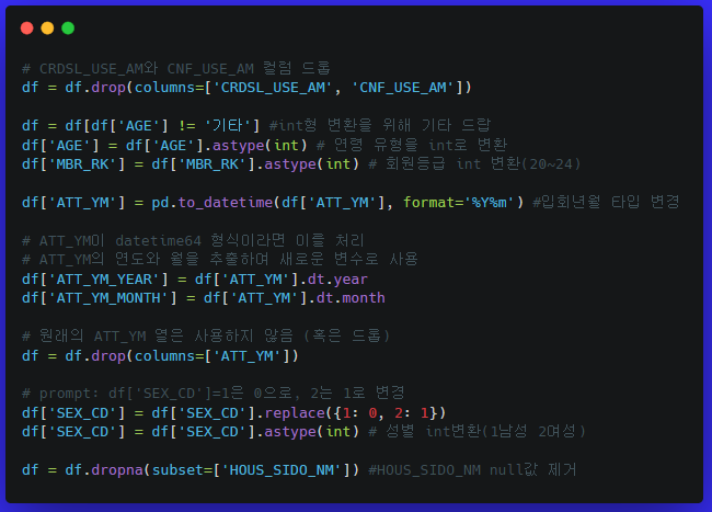 # CRDSL_USE_AM와 CNF_USE_AM 컬럼 드롭
df = df.drop(columns=['CRDSL_USE_AM', 'CNF_USE_AM'])
df = df[df['AGE'] != '기타'] #int형 변환을 위해 기타 드랍
df['AGE'] = df['AGE'].astype(int) # 연령 유형을 int로 변환
df['MBR_RK'] = df['MBR_RK'].astype(int) # 회원등급 int 변환(20~24)
df['ATT_YM'] = pd.to_datetime(df['ATT_YM'], format='%Y%m') #입회년월 타입 변경
# ATT_YM이 datetime64 형식이라면 이를 처리
# ATT_YM의 연도와 월을 추출하여 새로운 변수로 사용
df['ATT_YM_YEAR'] = df['ATT_YM'].dt.year
df['ATT_YM_MONTH'] = df['ATT_YM'].dt.month
# 원래의 ATT_YM 열은 사용하지 않음 (혹은 드롭)
df = df.drop(columns=['ATT_YM'])
# prompt: df['SEX_CD']=1은 0으로, 2는 1로 변경
df['SEX_CD'] = df['SEX_CD'].replace({1: 0, 2: 1})
df['SEX_CD'] = df['SEX_CD'].astype(int) # 성별 int변환(1남성 2여성)
df = df.dropna(subset=['HOUS_SIDO_NM']) #HOUS_SIDO_NM null값 제거